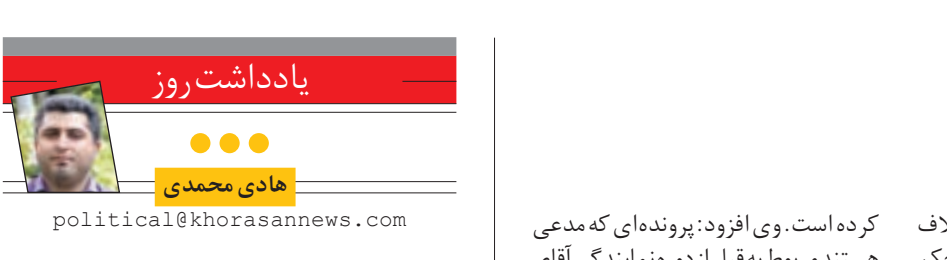 یادداشت روز
هادی محمدی
political@khorasannews.com
کرده است. وی افزود: پرونده‌ای که مدعی